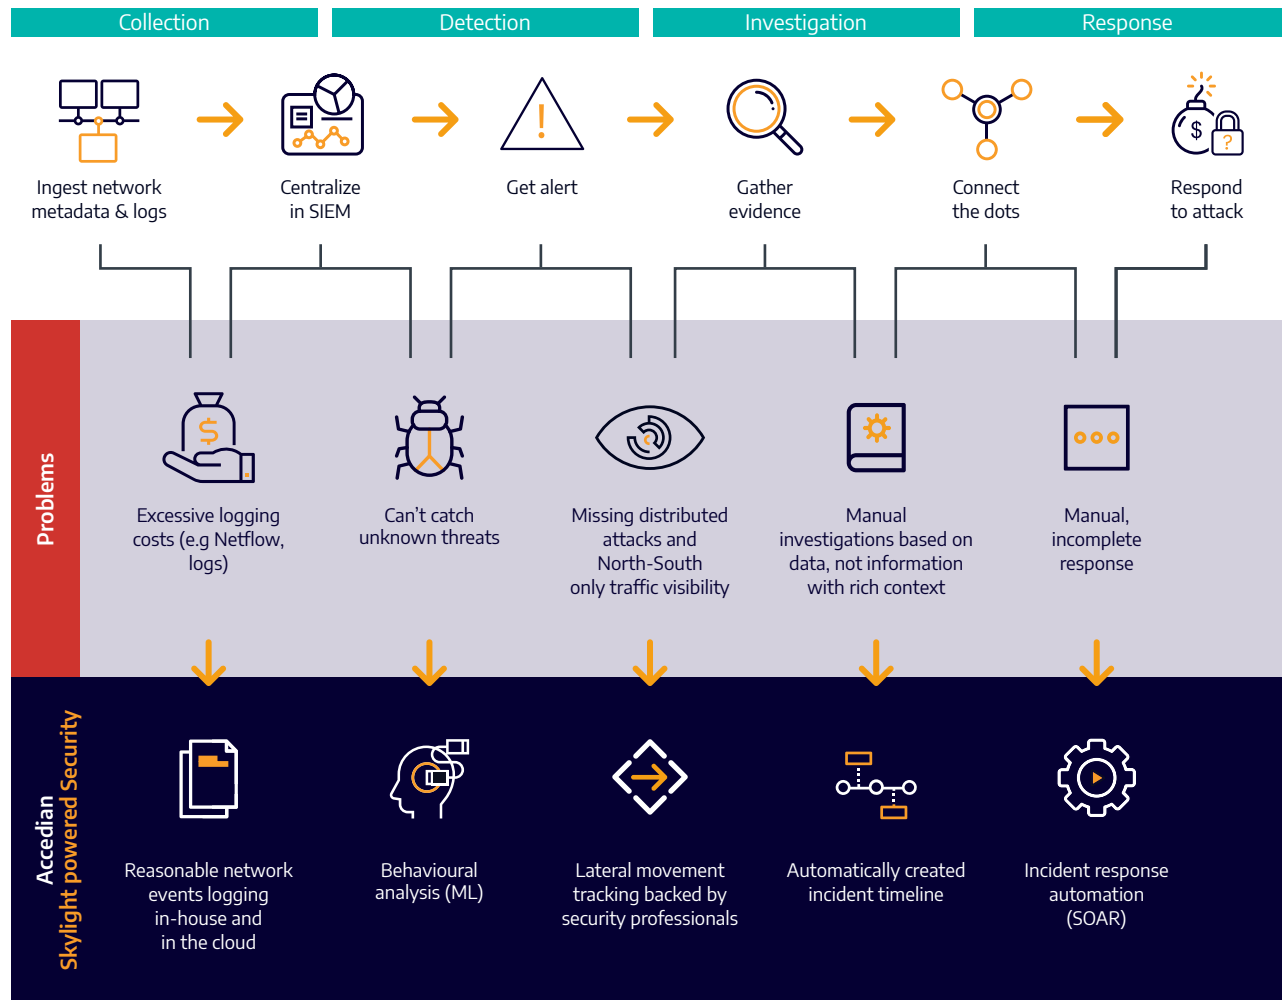 Collection
Detection
Investigation
Response
Ingest network
metadata & logs
Centralize
in SIEM
!
Get alert
Gather
evidence
Connect
the dots
$
?
Respond
to attack
Problems
$
Excessive logging
costs (e.g Netflow,
logs)
Can't catch
unknown threats
Missing distributed
attacks and
North-South
only traffic visibility
Manual
investigations based on
data, not information
with rich context
Manual,
incomplete
response
Accedian
Skylight powered Security
Reasonable network
events logging
in-house and
in the cloud
Behavioural
analysis (ML)
Lateral movement
tracking backed by
security professionals
Automatically created
incident timeline
Incident response
automation
(SOAR)